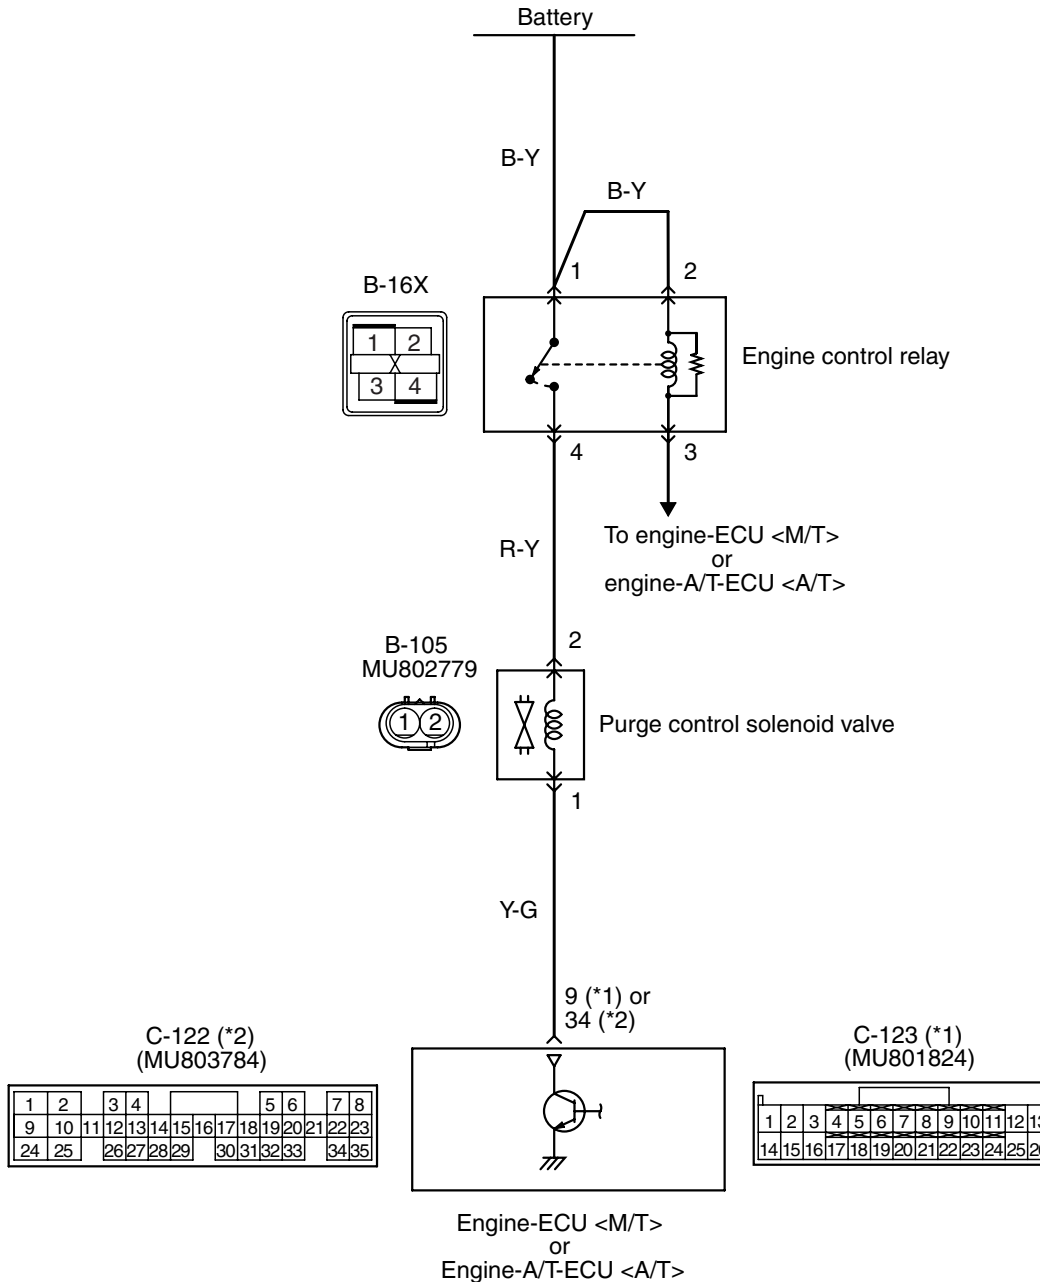 Battery
B-Y
B-Y
1
2
B-16X
1 2
3 4
Engine control relay
4
3
To engine-ECU <M/T>
or
engine-A/T-ECU <A/T>
R-Y
2
B-105
MU802779
1 2
Purge control solenoid valve
1
Y-G
9 (*1) or
34 (*2)
C-122 (*2)
(MU803784)
1 2 3 4 5 6 7 8
9 10 11 12 13 14 15 16 17 18 19 20 21 22 23
24 25 26 27 28 29 30 31 32 33 34 35
C-123 (*1)
(MU801824)
1 2 3 4 5 6 7 8 9 10 11 12
14 15 16 17 18 19 20 21 22 23 24 25
Engine-ECU <M/T>
or
Engine-A/T-ECU <A/T>